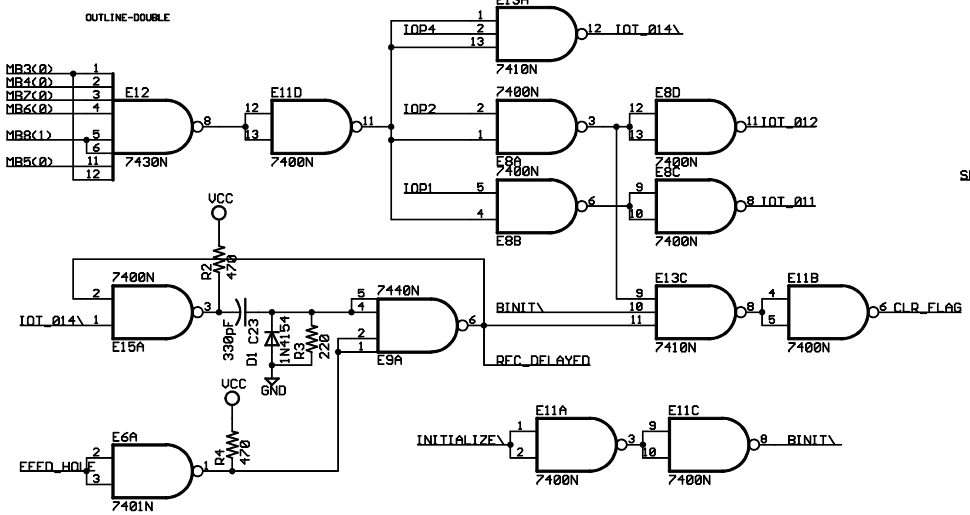 OUTLINE-DOUBLE
E13A
IOP4 1 2 13 12 IOT_014\
7410N
MB3(0) 1
MB4(0) 2
MB7(0) 3
MB6(0) 4
MB8(1) 5
6
MB5(0) 11
12
E12
8
7430N
E11D
12
13
11
7400N
7400N
IOP2 2
1
3
E8A
E8D
12
13
11 IOT_012
7400N
7400N
IOP1 5
4
6
E8B
E8C
9
10
8 IOT_011
7400N
VCC
R2
470
7400N
2
IOT_014\ 1
3
E15A
330pF
C23
D1
1N4154
R3
220
GND
7440N
5
4
2
1
6
E9A
REC_DELAYED
E13C
9
BINIT\ 10
11
8
7410N
E11B
4
5
6 CLR_FLAG
7400N
VCC
R4
470
E6A
FEED_HOLE 2
3
1
7401N
E11A
INITIALIZE\ 1
2
3
7400N
E11C
9
10
8 BINIT\
7400N